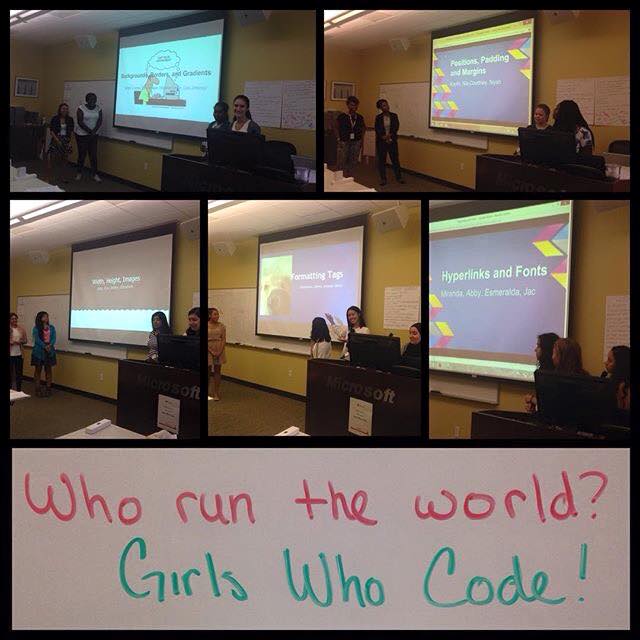 Backgrounds, Borders, and Gradients
Positions, Padding
and Margins
Microsoft
Width, Height, Images
Microsoft
Formatting Tags
Microsoft
Hyperlinks and Fonts
Miranda, Abby, Esmeralda, Jac
Who run the world?
Girls Who Code!